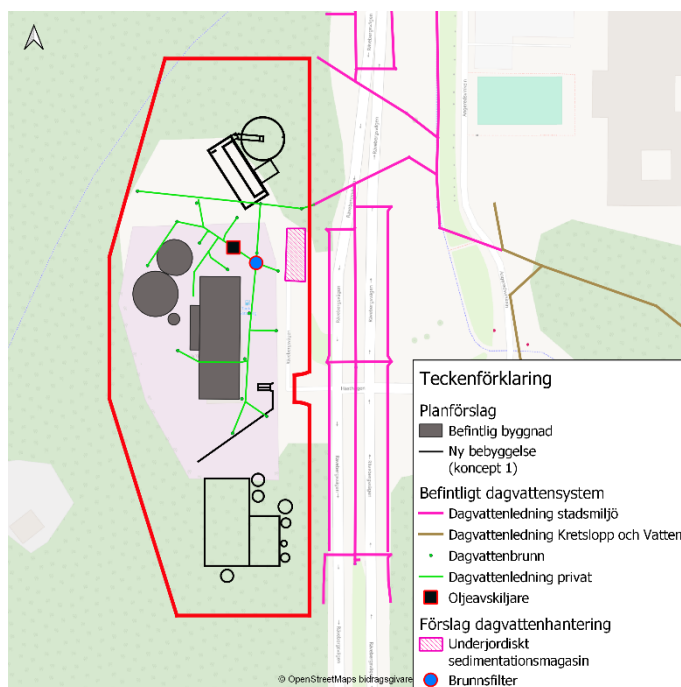 Teckenförklaring
Planförslag
Befintlig byggnad
Ny bebyggelse
(koncept 1)
Befintligt dagvattensystem
Dagvattenledning stadsmiljö
Dagvattenledning Kretslopp och Vatten
Dagvattenbrunn
Dagvattenledning privat
Oljeavskiljare
Förslag dagvattenhantering
Underjordiskt
sedimentationsmagasin
Brunnsfilter
© OpenStreetMaps bidragsgivare